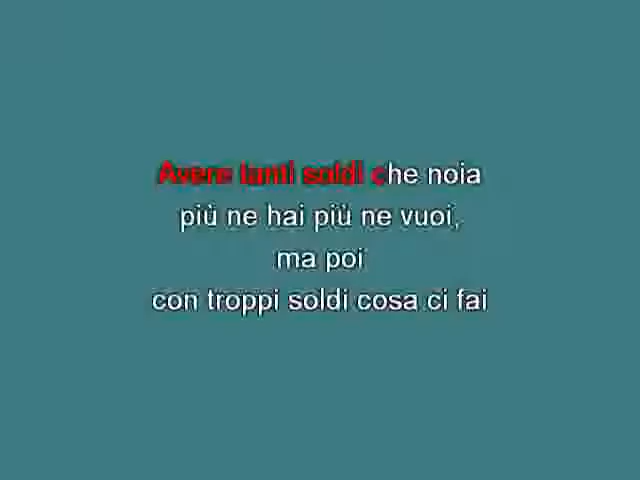 Avere tanti soldi che noia
più ne hai più ne vuoi,
ma poi
con troppi soldi cosa ci fai